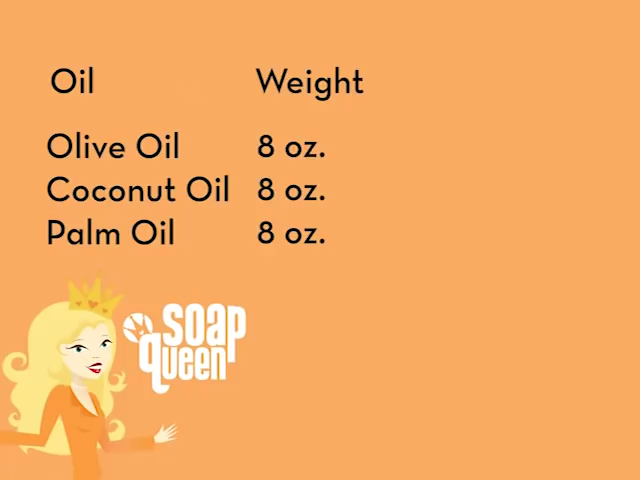 Oil Weight
Olive Oil 8 oz.
Coconut Oil 8 oz.
Palm Oil 8 oz.
soap
queen